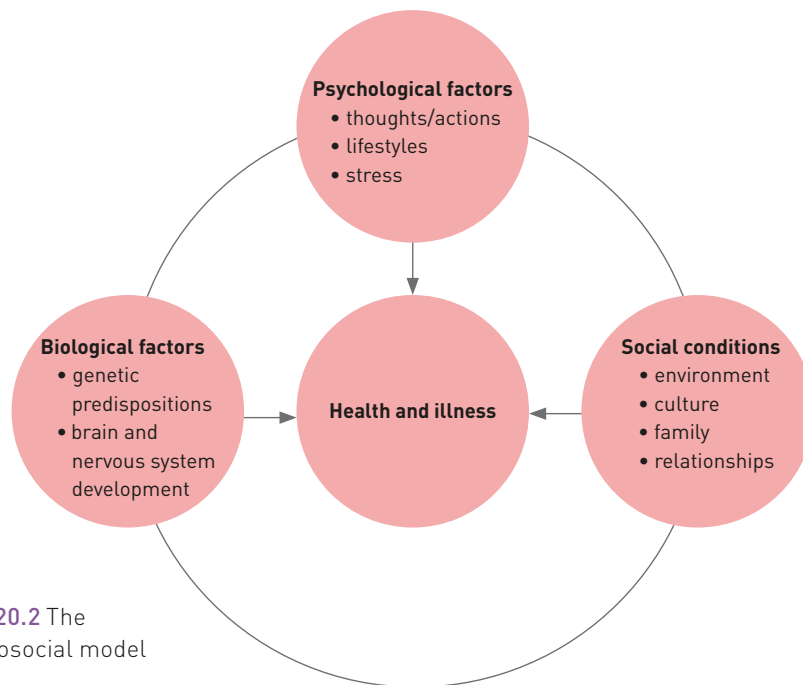 Psychological factors
• thoughts/actions
• lifestyles
• stress
Biological factors
• genetic
predispositions
• brain and
nervous system
development
Health and illness
Social conditions
• environment
• culture
• family
• relationships
20.2 The
osocial model